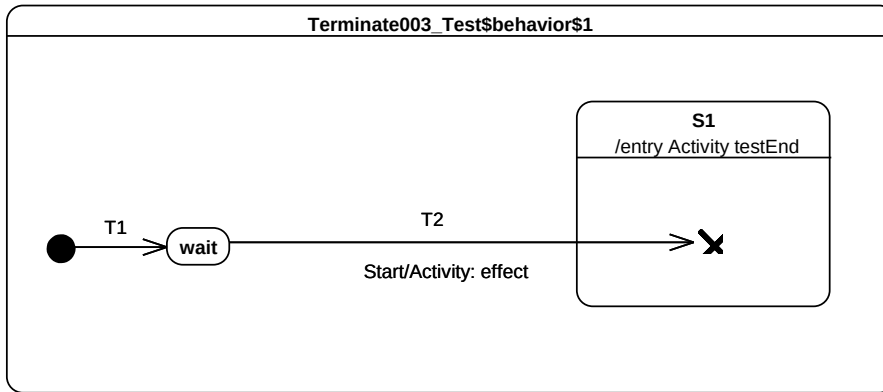 Terminate003_Test$behavior$1
S1
/entry Activity testEnd
T1
T2
wait
Start/Activity: effect